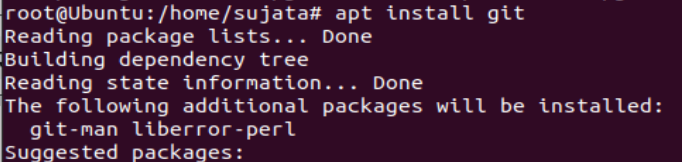 root@Ubuntu:/home/sujata# apt install git
Reading package lists... Done
Building dependency tree
Reading state information... Done
The following additional packages will be installed:
  git-man liberror-perl
Suggested packages: